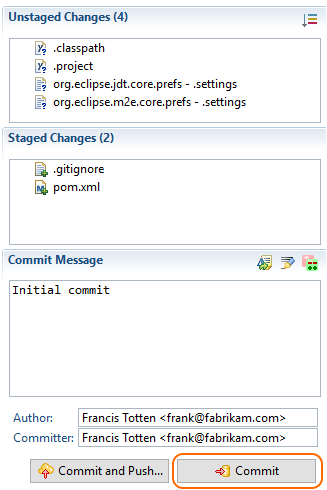 Unstaged Changes (4)
.classpath
.project
org.eclipse.jdt.core.prefs - .settings
org.eclipse.m2e.core.prefs - .settings
Staged Changes (2)
.gitignore
pom.xml
Commit Message
Initial commit
Author: Francis Totten <frank@fabrikam.com>
Committer: Francis Totten <frank@fabrikam.com>
Commit and Push... Commit